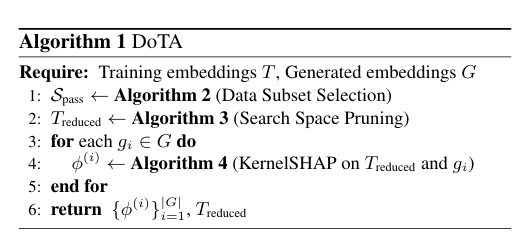 Algorithm 1 DoTA
Require: Training embeddings T, Generated embeddings G
1: S_pass ← Algorithm 2 (Data Subset Selection)
2: T_reduced ← Algorithm 3 (Search Space Pruning)
3: for each g_i ∈ G do
4: ϕ^(i) ← Algorithm 4 (KernelSHAP on T_reduced and g_i)
5: end for
6: return {ϕ^(i)}_{i=1}^{|G|}, T_reduced